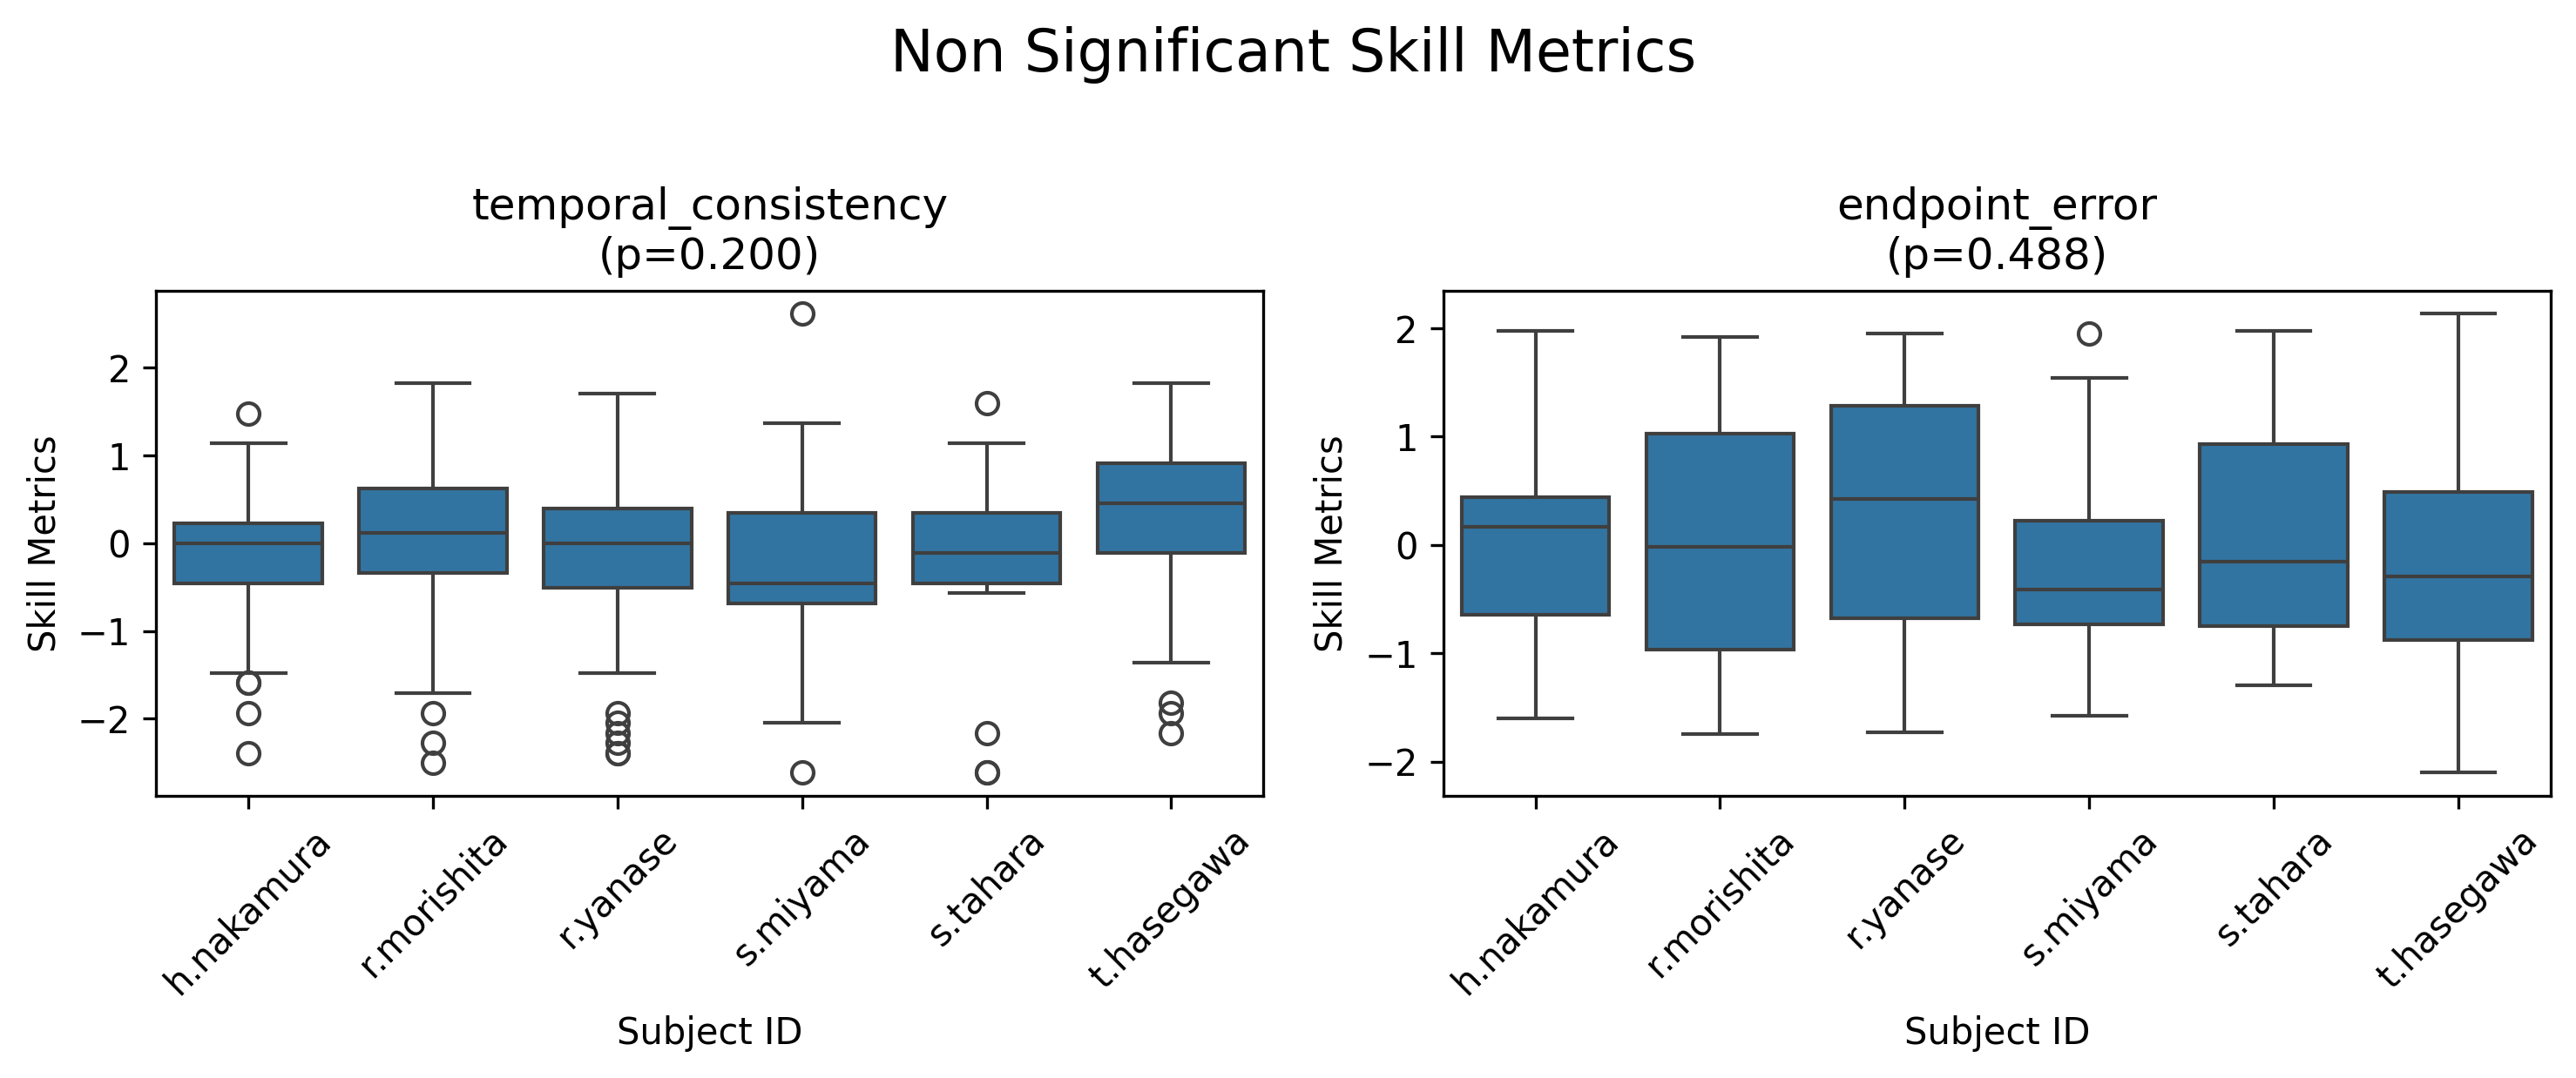 Non Significant Skill Metrics
temporal_consistency
(p=0.200)
Skill Metrics
2
1
0
−1
−2
h.nakamura
r.morishita
r.yanase
s.miyama
s.tahara
t.hasegawa
Subject ID
endpoint_error
(p=0.488)
Skill Metrics
2
1
0
−1
−2
h.nakamura
r.morishita
r.yanase
s.miyama
s.tahara
t.hasegawa
Subject ID